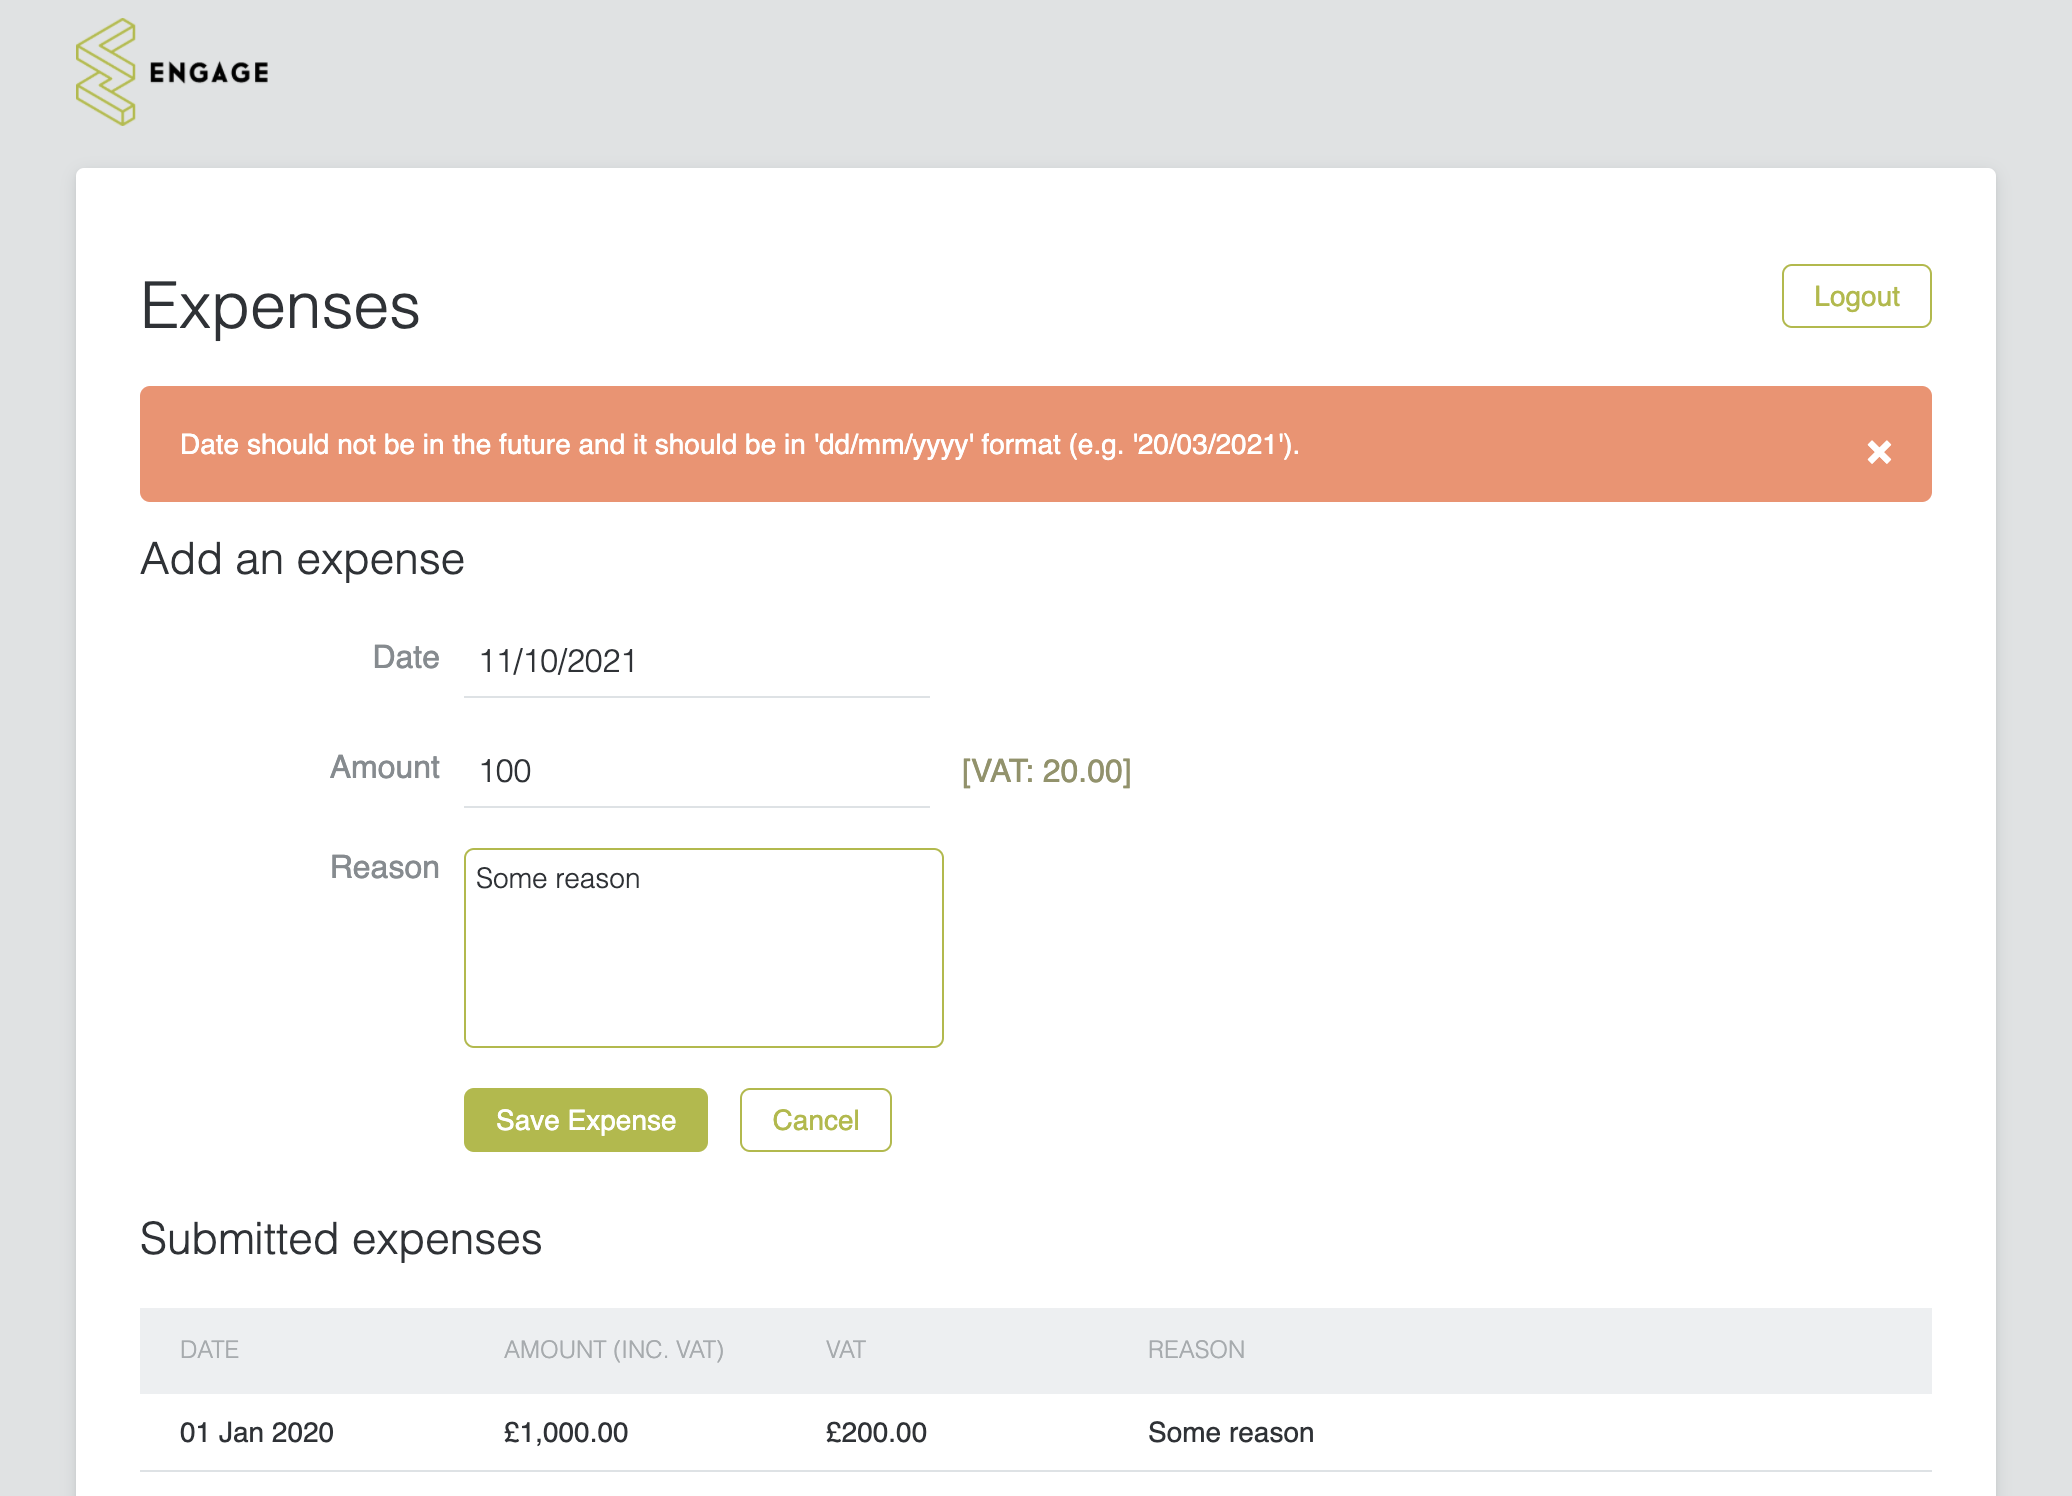 ENGAGE
Expenses
Logout
Date should not be in the future and it should be in 'dd/mm/yyyy' format (e.g. '20/03/2021').
Add an expense
Date 11/10/2021
Amount 100 [VAT: 20.00]
Reason Some reason
Save Expense Cancel
Submitted expenses
DATE AMOUNT (INC. VAT) VAT REASON
01 Jan 2020 £1,000.00 £200.00 Some reason